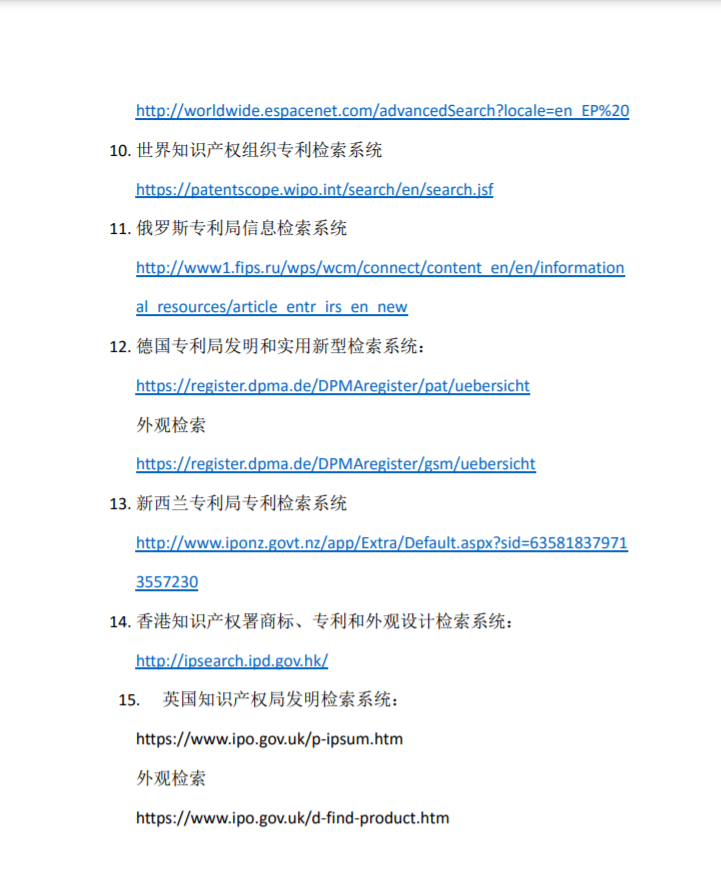 http://worldwide.espacenet.com/advancedSearch?locale=en_EP%20
10. 世界知识产权组织专利检索系统
https://patentscope.wipo.int/search/en/search.jsf
11. 俄罗斯专利局信息检索系统
http://www1.fips.ru/wps/wcm/connect/content_en/en/information
al_resources/article_entr_irs_en_new
12. 德国专利局发明和实用新型检索系统：
https://register.dpma.de/DPMAregister/pat/uebersicht
外观检索
https://register.dpma.de/DPMAregister/gsm/uebersicht
13. 新西兰专利局专利检索系统
http://www.iponz.govt.nz/app/Extra/Default.aspx?sid=63581837971
3557230
14. 香港知识产权署商标、专利和外观设计检索系统：
http://ipsearch.ipd.gov.hk/
15. 英国知识产权局发明检索系统：
https://www.ipo.gov.uk/p-ipsum.htm
外观检索
https://www.ipo.gov.uk/d-find-product.htm